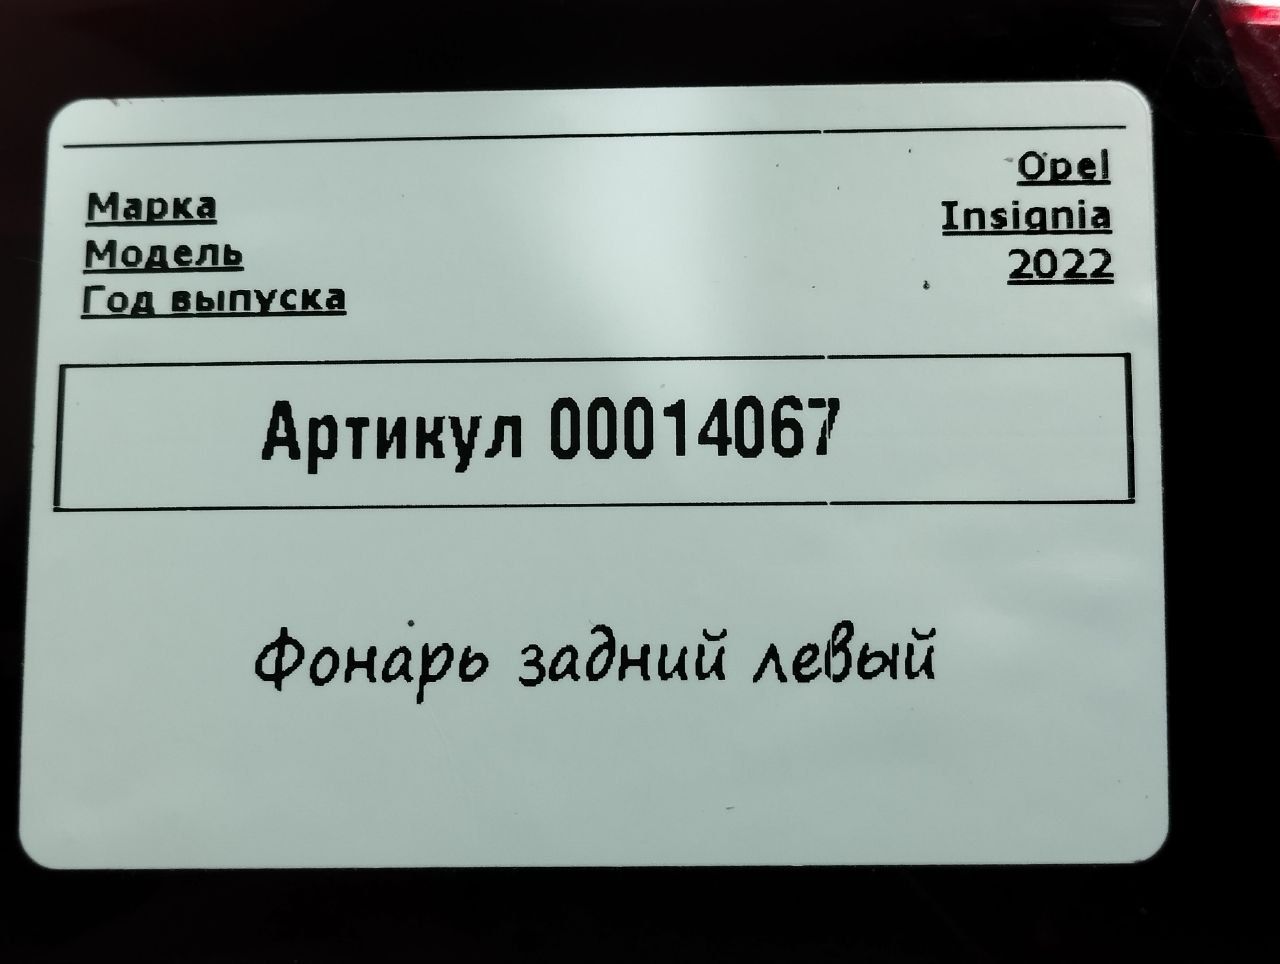 Марка
Модель
Год выпуска
Opel
Insignia
2022
Артикул 00014067
Фонарь задний левый